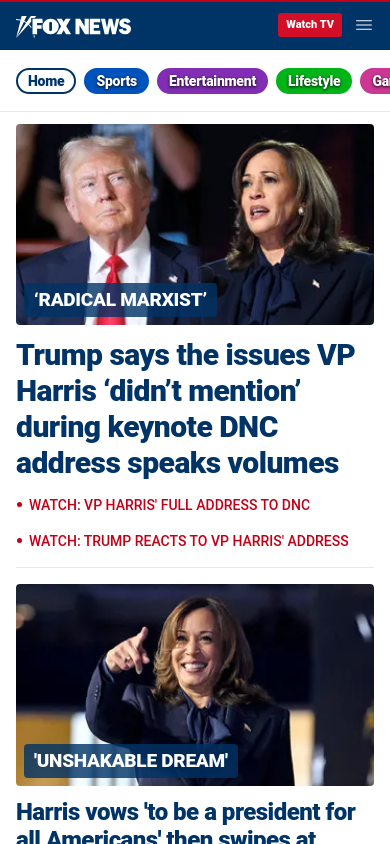 FOX NEWS
Watch TV
Home
Sports
Entertainment
Lifestyle
Ga
‘RADICAL MARXIST’
Trump says the issues VP
Harris ‘didn’t mention’
during keynote DNC
address speaks volumes
• WATCH: VP HARRIS' FULL ADDRESS TO DNC
• WATCH: TRUMP REACTS TO VP HARRIS' ADDRESS
'UNSHAKABLE DREAM'
Harris vows 'to be a president for
all Americans' then swipes at